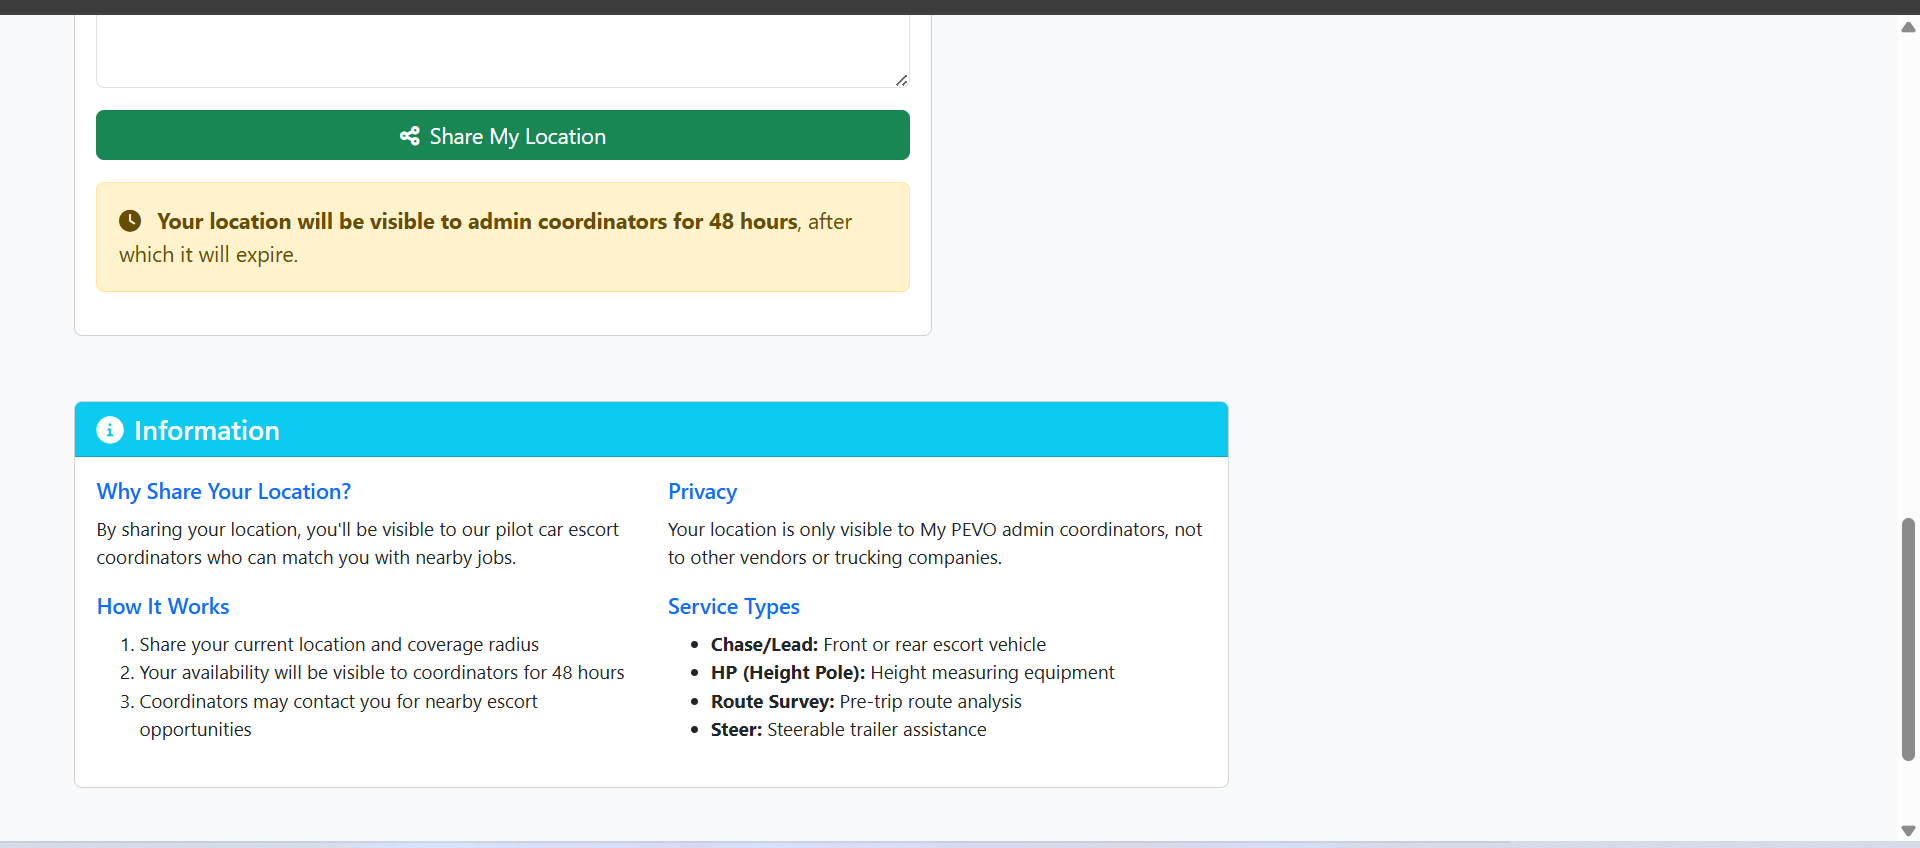 Share My Location
Your location will be visible to admin coordinators for 48 hours, after
which it will expire.
Information
Why Share Your Location?
By sharing your location, you'll be visible to our pilot car escort
coordinators who can match you with nearby jobs.
How It Works
1. Share your current location and coverage radius
2. Your availability will be visible to coordinators for 48 hours
3. Coordinators may contact you for nearby escort
opportunities
Privacy
Your location is only visible to My PEVO admin coordinators, not
to other vendors or trucking companies.
Service Types
• Chase/Lead: Front or rear escort vehicle
• HP (Height Pole): Height measuring equipment
• Route Survey: Pre-trip route analysis
• Steer: Steerable trailer assistance